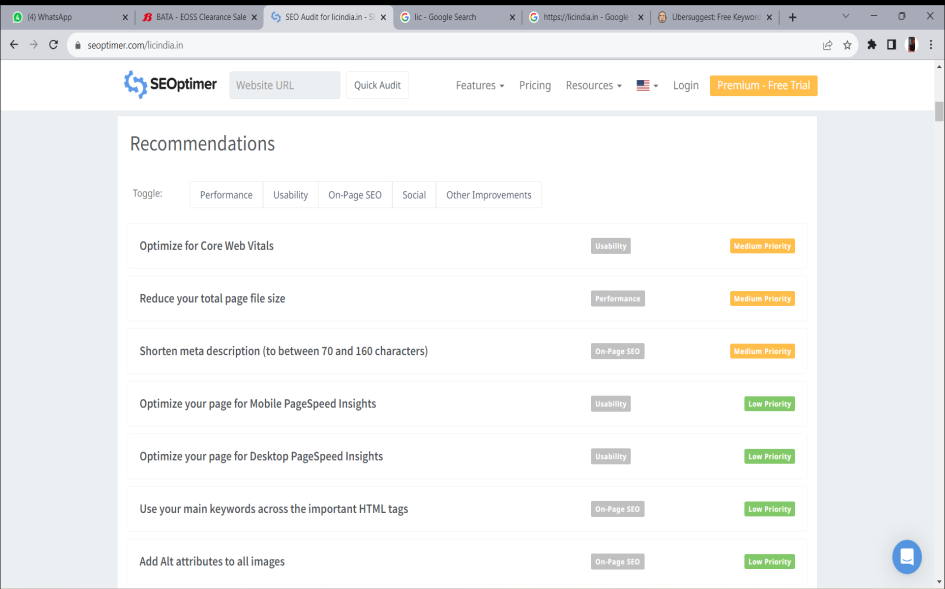 (4) WhatsApp
BATA - EOSS Clearance Sale
SEO Audit for licindia.in - S
lic - Google Search
https://licindia.in - Google
Ubersuggest: Free Keyword
seoptimer.com/licindia.in
SEOptimer
Website URL
Quick Audit
Features
Pricing
Resources
Login
Premium - Free Trial
Recommendations
Toggle: Performance Usability On-Page SEO Social Other Improvements
Optimize for Core Web Vitals Usability Medium Priority
Reduce your total page file size Performance Medium Priority
Shorten meta description (to between 70 and 160 characters) On-Page SEO Medium Priority
Optimize your page for Mobile PageSpeed Insights Usability Low Priority
Optimize your page for Desktop PageSpeed Insights Usability Low Priority
Use your main keywords across the important HTML tags On-Page SEO Low Priority
Add Alt attributes to all images On-Page SEO Low Priority